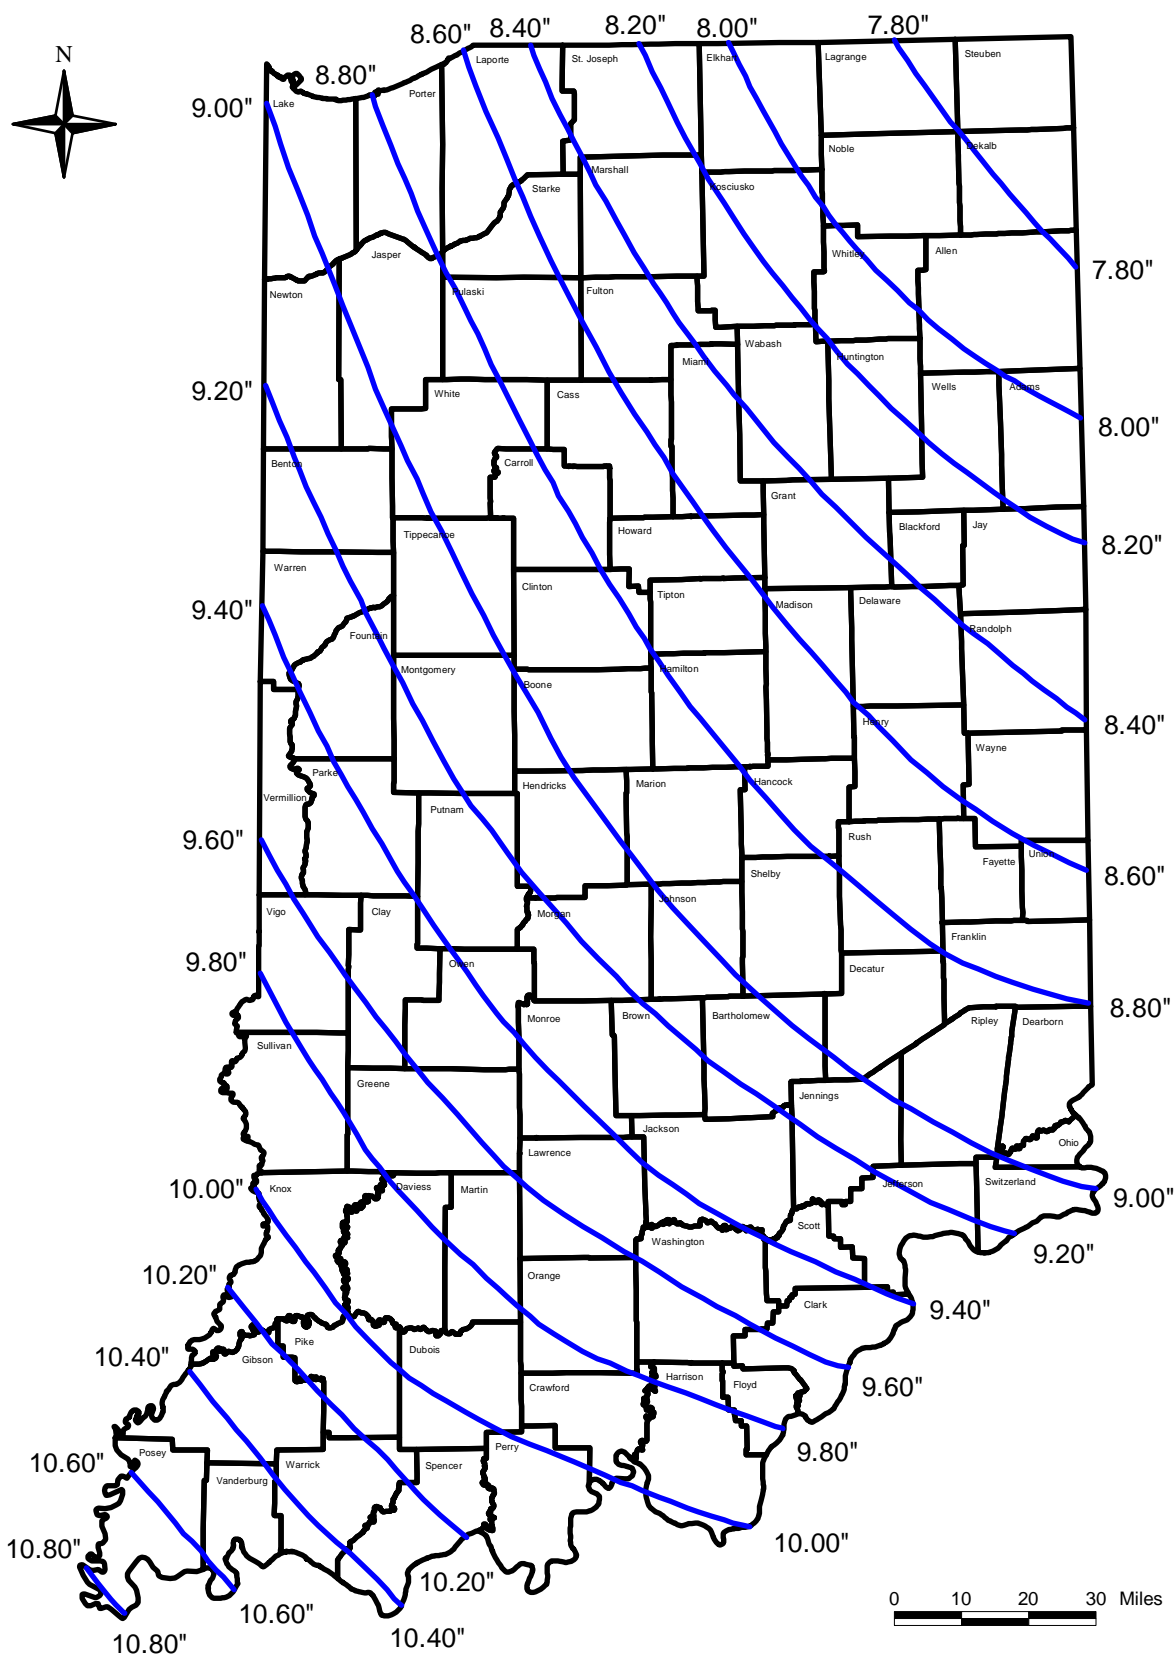 8.60"
8.40"
8.20"
8.00"
7.80"
N
8.80"
Laporte
St. Joseph
Elkhar
Lagrange
Steuben
9.00"
Lake
Porter
Noble
Dekalb
Starke
Marshall
Kosciusko
Jasper
Whitley
Allen
7.80"
Newton
Pulaski
Fulton
Wabash
Miami
Huntington
9.20"
White
Cass
Wells
Adams
8.00"
Benton
Carroll
Grant
Tippecanoe
Howard
Blackford
Jay
8.20"
Warren
Clinton
Tipton
Madison
Delaware
9.40"
Fountain
Randolph
Montgomery
Boone
Hamilton
Henry
8.40"
Wayne
Parke
Hendricks
Marion
Hancock
Vermillion
Putnam
9.60"
Rush
Fayette
Union
Shelby
8.60"
Vigo
Clay
Morgan
Johnson
Franklin
9.80"
Owen
Decatur
Monroe
Brown
Bartholomew
Ripley
Dearborn
8.80"
Sullivan
Greene
Jennings
Jackson
Ohio
Lawrence
10.00"
Knox
Daviess
Martin
Jefferson
Switzerland
9.00"
Scott
Washington
9.20"
10.20"
Orange
Clark
9.40"
Pike
10.40"
Gibson
Dubois
Harrison
Floyd
9.60"
Crawford
9.80"
10.60"
Posey
Perry
Warrick
Spencer
Vanderburg
10.80"
10.00"
10.20"
10.60"
10.40"
10.80"
0 10 20 30 Miles